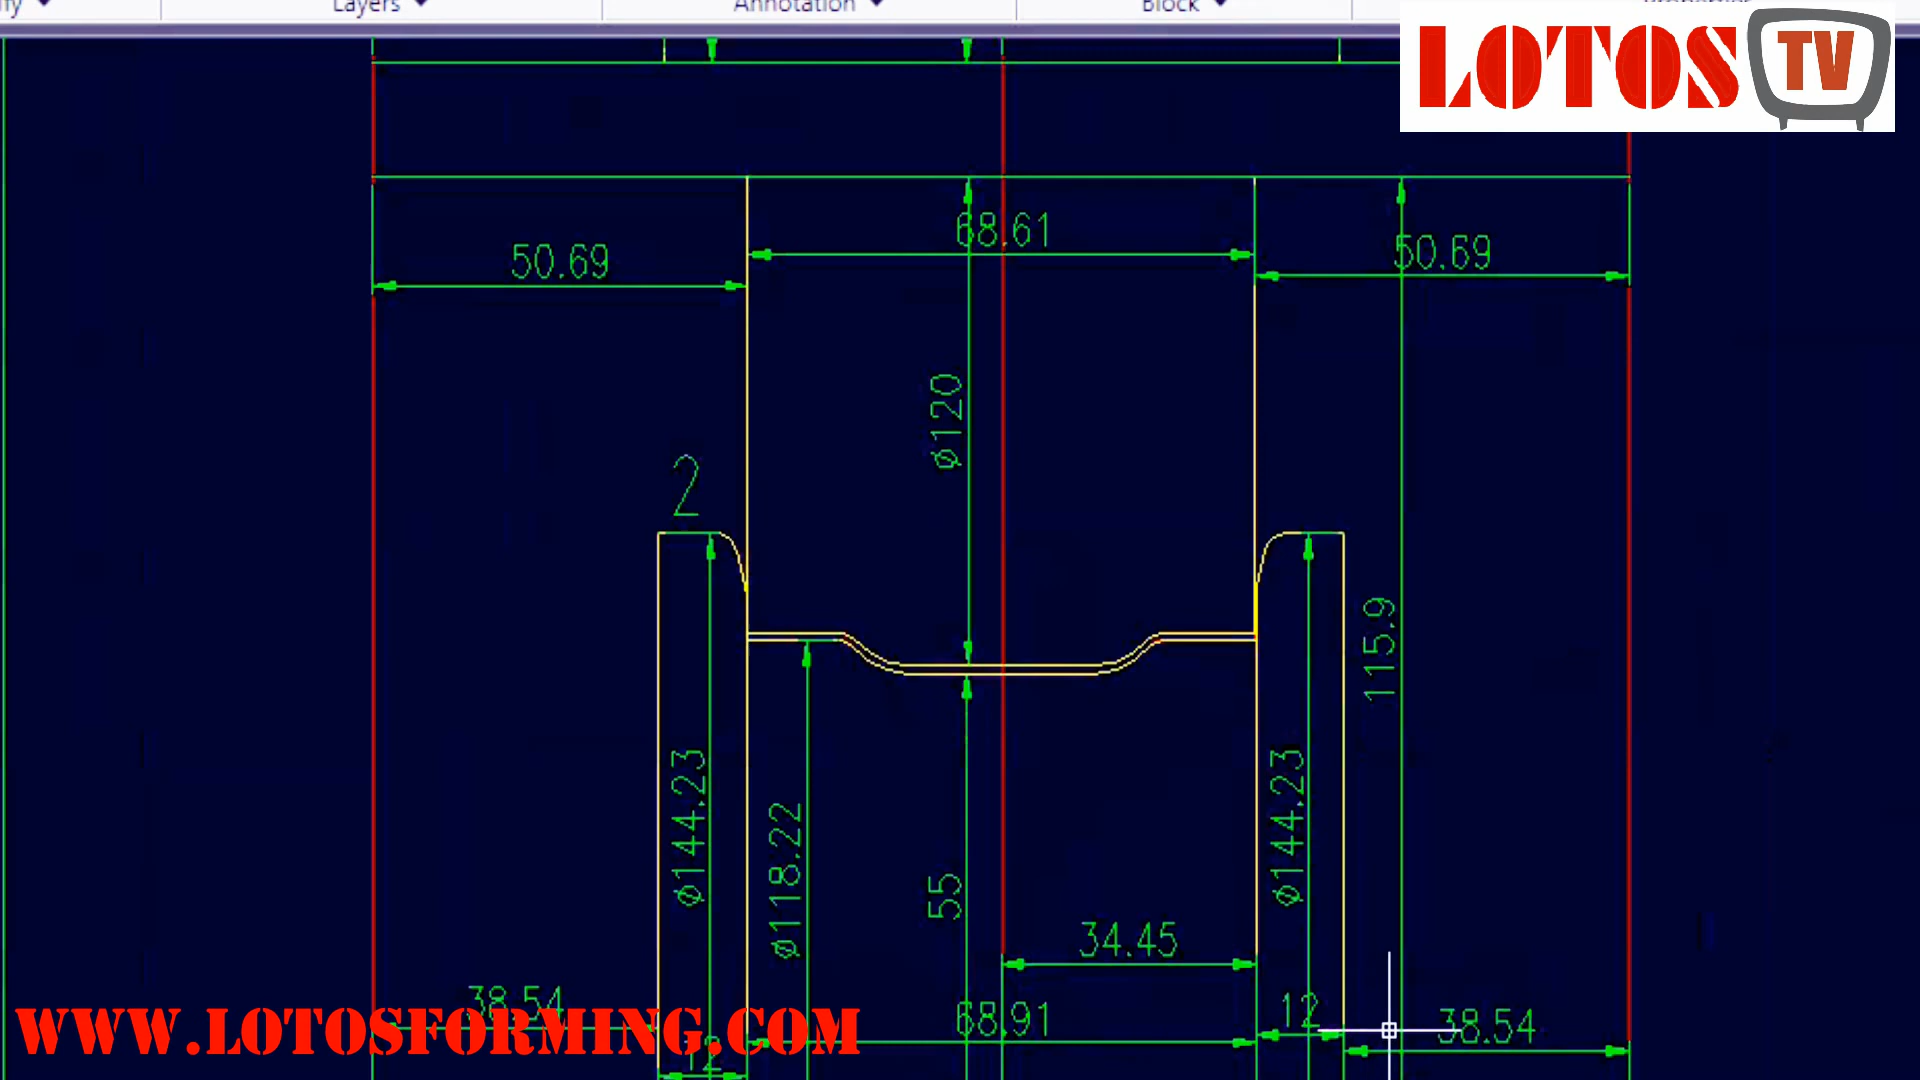 Layers
Annotation
Block
LOTOS TV
68.61
50.69
50.69
ø120
2
115.9
ø144.23
ø144.23
ø118.22
55
34.45
38.54
68.91
12
38.54
12
WWW.LOTOSFORMING.COM